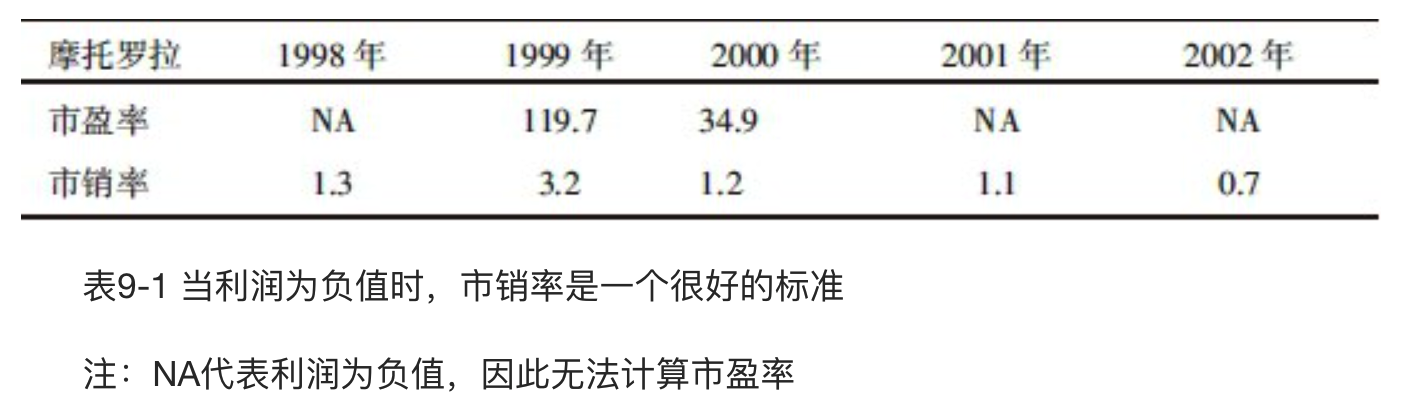 摩托罗拉 1998 年 1999 年 2000 年 2001 年 2002 年
市盈率 NA 119.7 34.9 NA NA
市销率 1.3 3.2 1.2 1.1 0.7
表9-1 当利润为负值时，市销率是一个很好的标准
注：NA代表利润为负值，因此无法计算市盈率